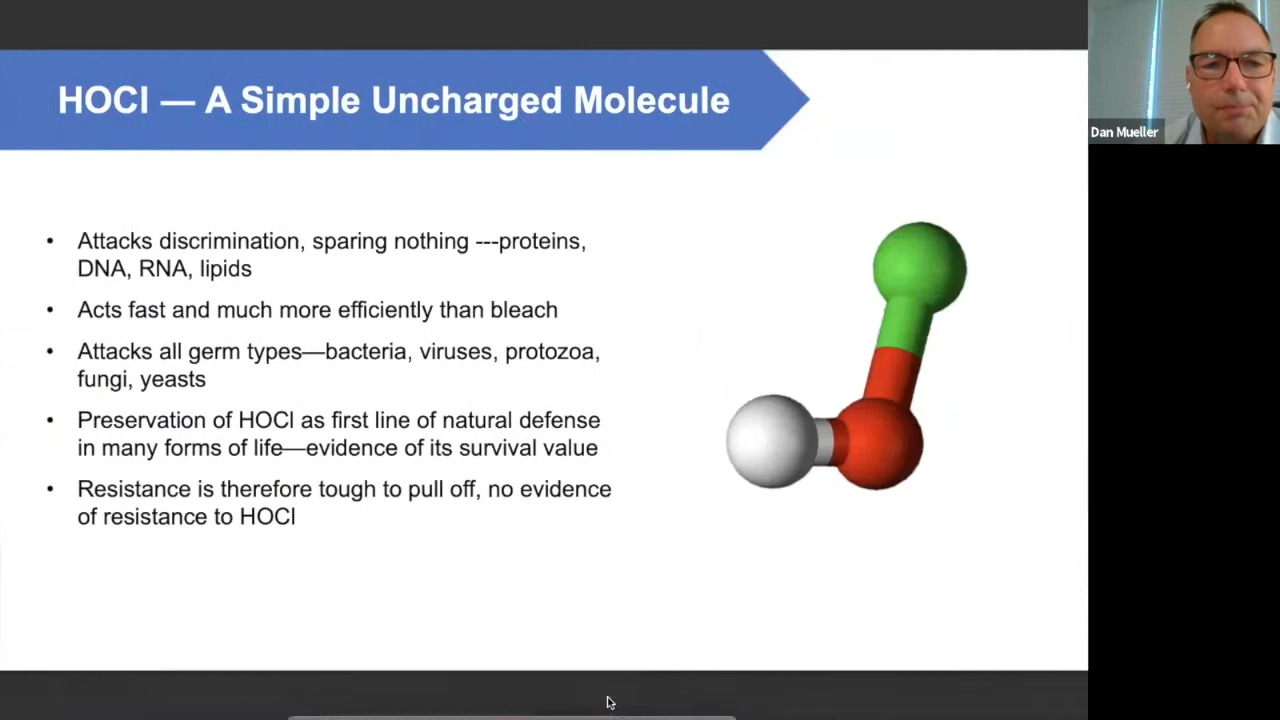 HOCl — A Simple Uncharged Molecule
• Attacks discrimination, sparing nothing ---proteins,
DNA, RNA, lipids
• Acts fast and much more efficiently than bleach
• Attacks all germ types—bacteria, viruses, protozoa,
fungi, yeasts
• Preservation of HOCl as first line of natural defense
in many forms of life—evidence of its survival value
• Resistance is therefore tough to pull off, no evidence
of resistance to HOCl
Dan Mueller